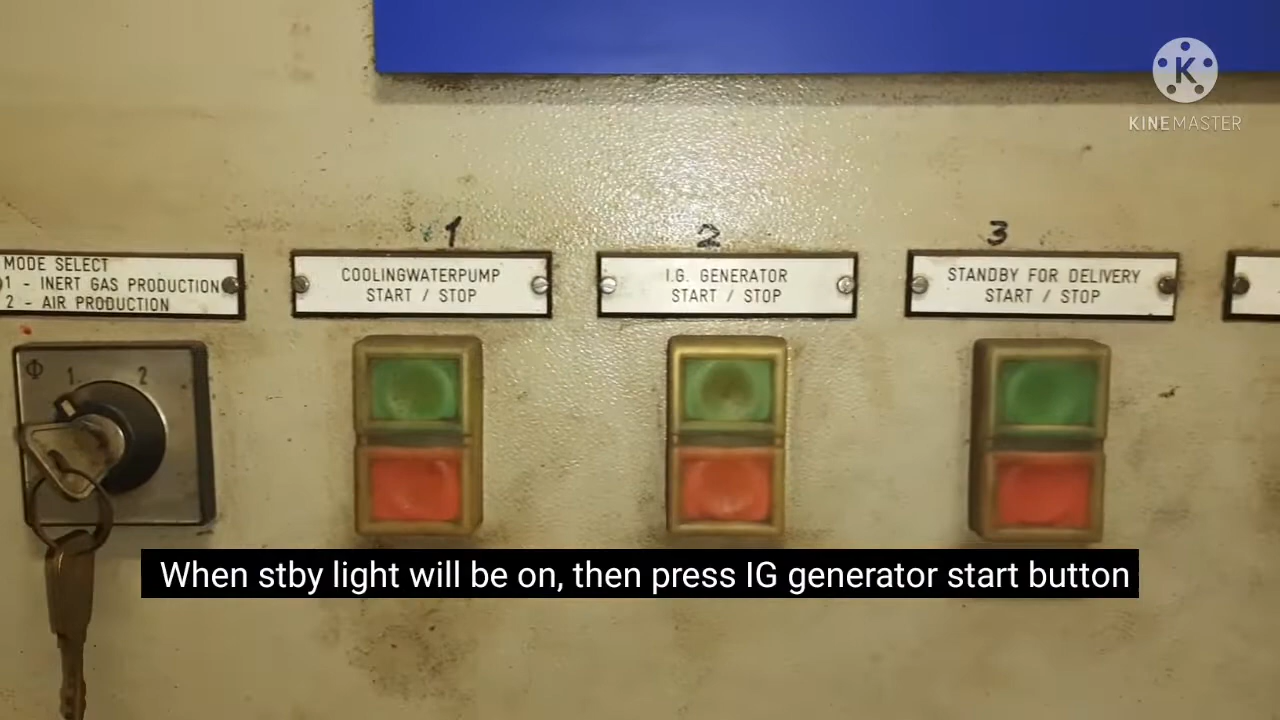 K
KINEMASTER
1
2
3
MODE SELECT
1 - INERT GAS PRODUCTION
2 - AIR PRODUCTION
COOLINGWATERPUMP
START / STOP
I.G. GENERATOR
START / STOP
STANDBY FOR DELIVERY
START / STOP
Φ 1 2
When stby light will be on, then press IG generator start button